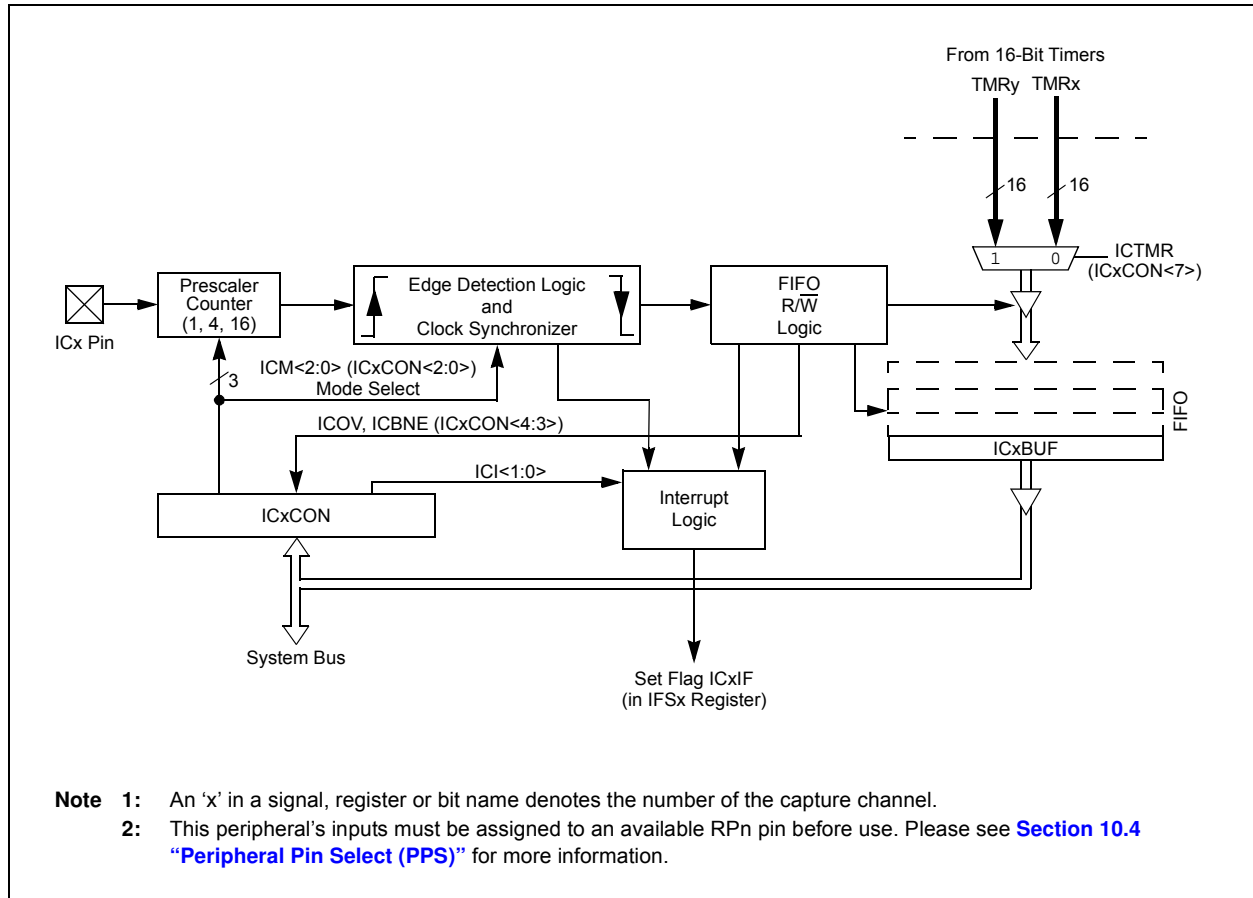 From 16-Bit Timers
TMRy TMRx
16 16
1 0
ICTMR
(ICxCON<7>)
Prescaler
Counter
(1, 4, 16)
Edge Detection Logic
and
Clock Synchronizer
FIFO
R/W̅
Logic
ICx Pin
3
ICM<2:0> (ICxCON<2:0>)
Mode Select
FIFO
ICOV, ICBNE (ICxCON<4:3>)
ICxBUF
ICI<1:0>
Interrupt
Logic
ICxCON
System Bus
Set Flag ICxIF
(in IFSx Register)
Note 1: An ‘x’ in a signal, register or bit name denotes the number of the capture channel.
2: This peripheral’s inputs must be assigned to an available RPn pin before use. Please see Section 10.4
“Peripheral Pin Select (PPS)” for more information.